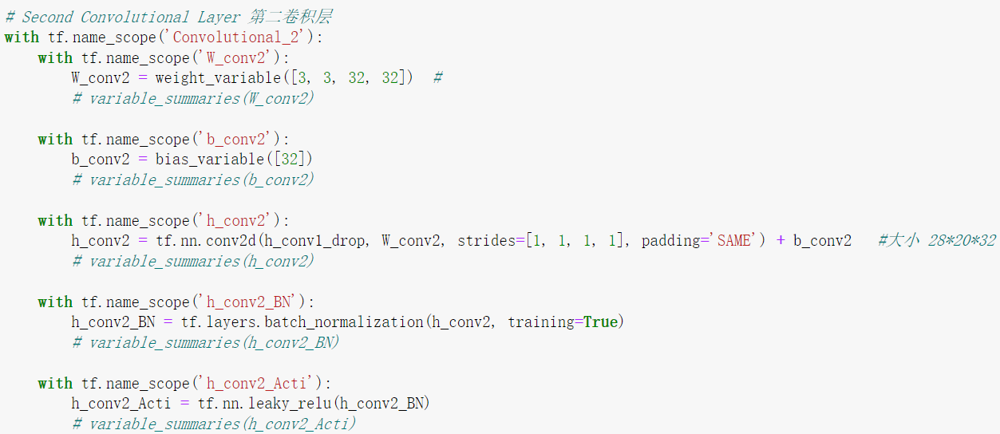 # Second Convolutional Layer 第二卷积层
with tf.name_scope('Convolutional_2'):
    with tf.name_scope('W_conv2'):
        W_conv2 = weight_variable([3, 3, 32, 32])  #
        # variable_summaries(W_conv2)

    with tf.name_scope('b_conv2'):
        b_conv2 = bias_variable([32])
        # variable_summaries(b_conv2)

    with tf.name_scope('h_conv2'):
        h_conv2 = tf.nn.conv2d(h_conv1_drop, W_conv2, strides=[1, 1, 1, 1], padding='SAME') + b_conv2   #大小 28*20*32
        # variable_summaries(h_conv2)

    with tf.name_scope('h_conv2_BN'):
        h_conv2_BN = tf.layers.batch_normalization(h_conv2, training=True)
        # variable_summaries(h_conv2_BN)

    with tf.name_scope('h_conv2_Acti'):
        h_conv2_Acti = tf.nn.leaky_relu(h_conv2_BN)
        # variable_summaries(h_conv2_Acti)